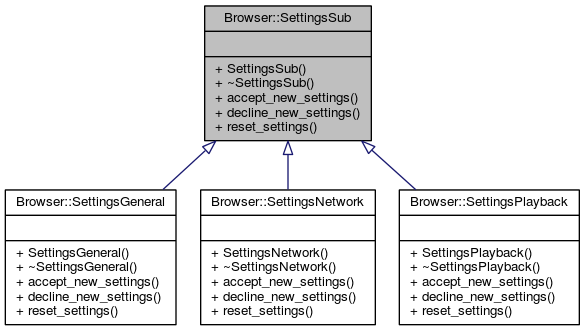 Browser::SettingsSub
+ SettingsSub()
+ ~SettingsSub()
+ accept_new_settings()
+ decline_new_settings()
+ reset_settings()
Browser::SettingsGeneral
+ SettingsGeneral()
+ ~SettingsGeneral()
+ accept_new_settings()
+ decline_new_settings()
+ reset_settings()
Browser::SettingsNetwork
+ SettingsNetwork()
+ ~SettingsNetwork()
+ accept_new_settings()
+ decline_new_settings()
+ reset_settings()
Browser::SettingsPlayback
+ SettingsPlayback()
+ ~SettingsPlayback()
+ accept_new_settings()
+ decline_new_settings()
+ reset_settings()